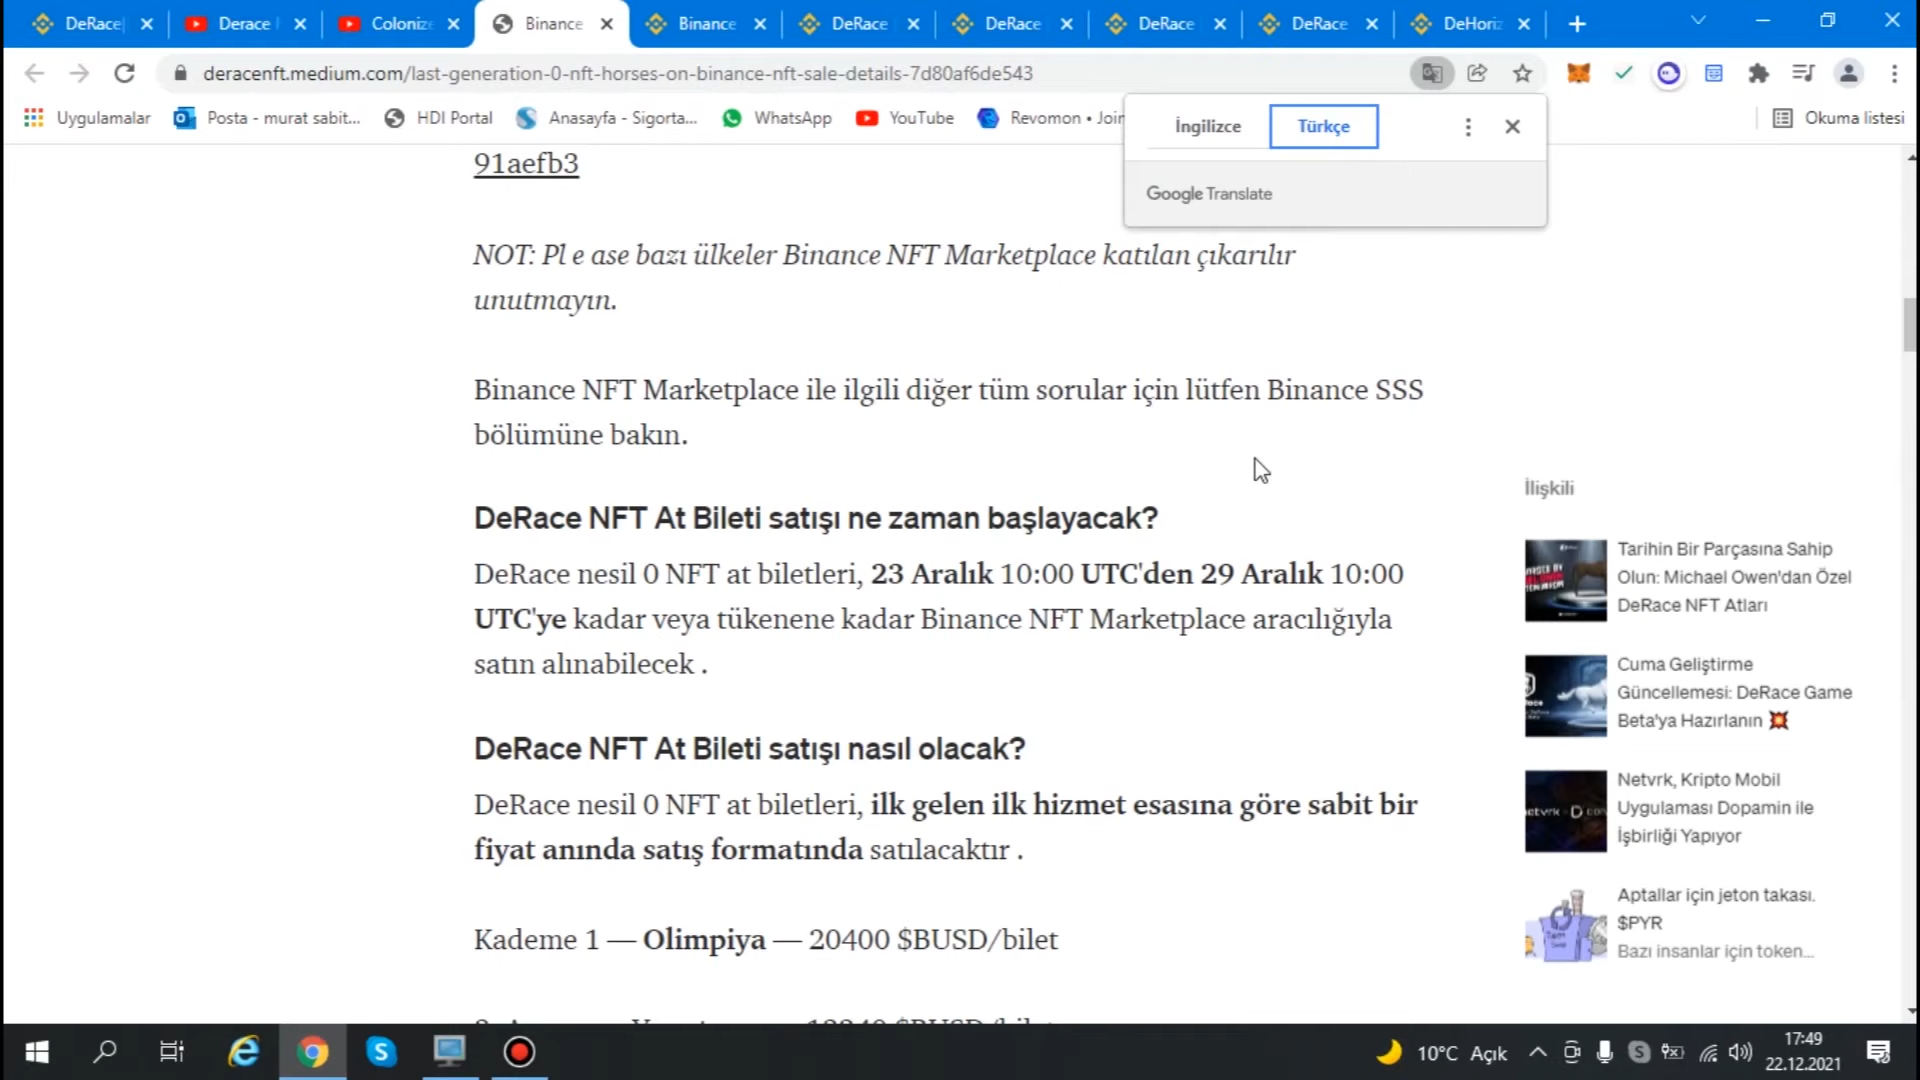 DeRace
Derace
Colonize
Binance
Binance
DeRace
DeRace
DeRace
DeRace
DeHoriz
deracenft.medium.com/last-generation-0-nft-horses-on-binance-nft-sale-details-7d80af6de543
Uygulamalar
Posta - murat sabit...
HDI Portal
Anasayfa - Sigorta...
WhatsApp
YouTube
Revomon • Join
Okuma listesi
İngilizce
Türkçe
Google Translate
91aefb3
NOT: Pl e ase bazı ülkeler Binance NFT Marketplace katılan çıkarılır
unutmayın.
Binance NFT Marketplace ile ilgili diğer tüm sorular için lütfen Binance SSS
bölümüne bakın.
DeRace NFT At Bileti satışı ne zaman başlayacak?
DeRace nesil 0 NFT at biletleri, 23 Aralık 10:00 UTC'den 29 Aralık 10:00
UTC'ye kadar veya tükenene kadar Binance NFT Marketplace aracılığıyla
satın alınabilecek .
DeRace NFT At Bileti satışı nasıl olacak?
DeRace nesil 0 NFT at biletleri, ilk gelen ilk hizmet esasına göre sabit bir
fiyat anında satış formatında satılacaktır .
Kademe 1 — Olimpiya — 20400 $BUSD/bilet
İlişkili
Tarihin Bir Parçasına Sahip
Olun: Michael Owen'dan Özel
DeRace NFT Atları
Cuma Geliştirme
Güncellemesi: DeRace Game
Beta'ya Hazırlanın 💥
Netvrk, Kripto Mobil
Uygulaması Dopamin ile
İşbirliği Yapıyor
Aptallar için jeton takası.
$PYR
Bazı insanlar için token...
10°C Açık
17:49
22.12.2021